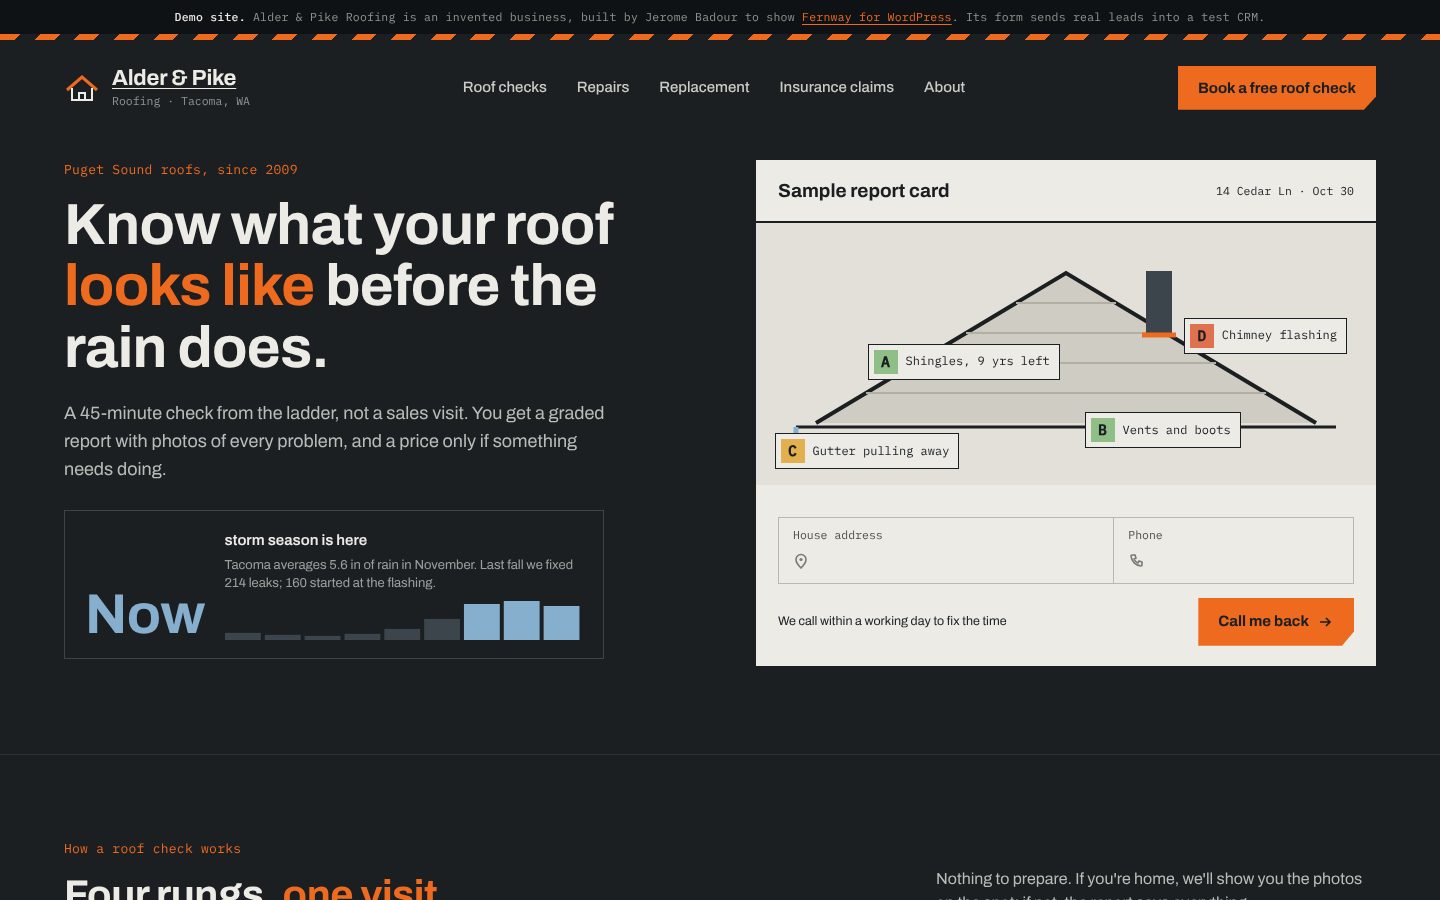 Demo site. Alder & Pike Roofing is an invented business, built by Jerome Badour to show Fernway for WordPress. Its form sends real leads into a test CRM.
Alder & Pike
Roofing · Tacoma, WA
Roof checks
Repairs
Replacement
Insurance claims
About
Book a free roof check
Puget Sound roofs, since 2009
Know what your roof
looks like before the
rain does.
A 45-minute check from the ladder, not a sales visit. You get a graded
report with photos of every problem, and a price only if something
needs doing.
Now
storm season is here
Tacoma averages 5.6 in of rain in November. Last fall we fixed
214 leaks; 160 started at the flashing.
Sample report card
14 Cedar Ln · Oct 30
D Chimney flashing
A Shingles, 9 yrs left
B Vents and boots
C Gutter pulling away
House address
Phone
We call within a working day to fix the time
Call me back →
How a roof check works
Four rungs, one visit
Nothing to prepare. If you're home, we'll show you the photos